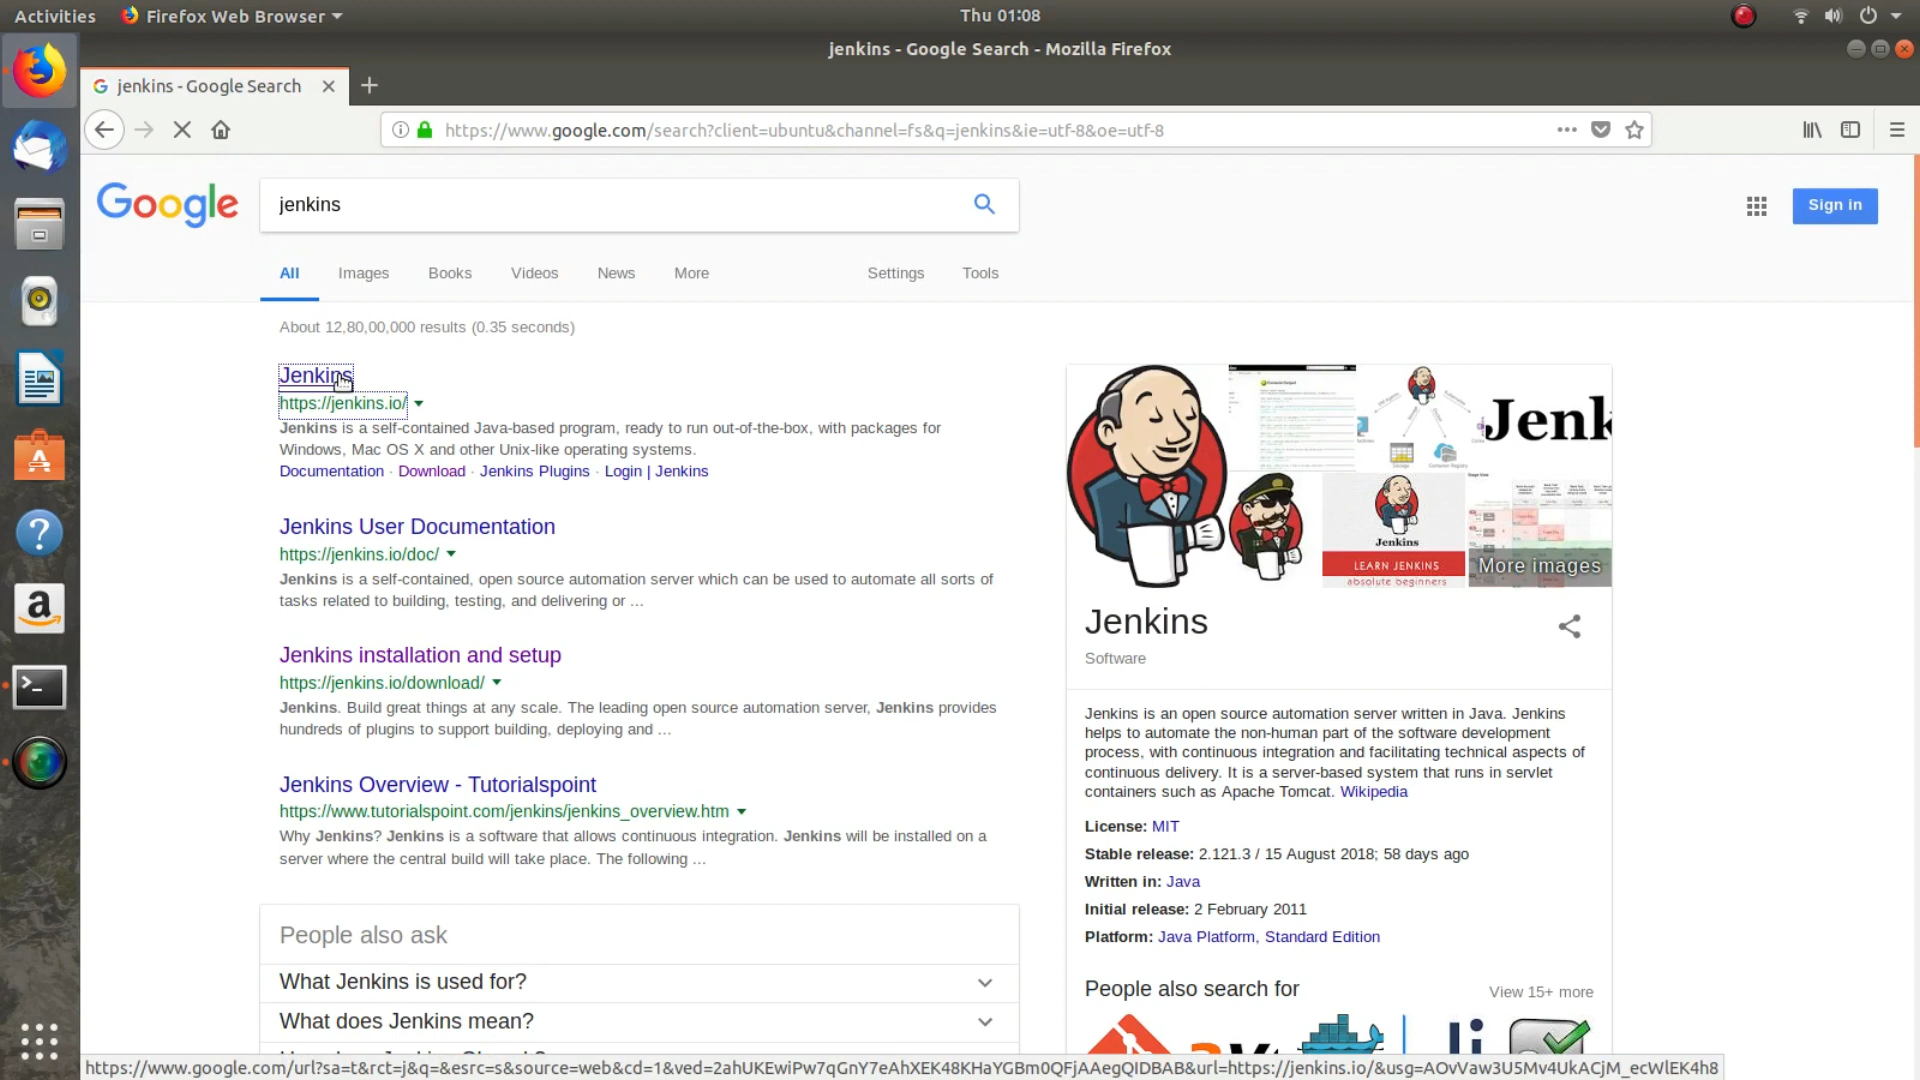 Activities
Firefox Web Browser
Thu 01:08
jenkins - Google Search - Mozilla Firefox
jenkins - Google Search
https://www.google.com/search?client=ubuntu&channel=fs&q=jenkins&ie=utf-8&oe=utf-8
Google
jenkins
Sign in
All Images Books Videos News More Settings Tools
About 12,80,00,000 results (0.35 seconds)
Jenkins
https://jenkins.io/
Jenkins is a self-contained Java-based program, ready to run out-of-the-box, with packages for
Windows, Mac OS X and other Unix-like operating systems.
Documentation · Download · Jenkins Plugins · Login | Jenkins
Jenkins User Documentation
https://jenkins.io/doc/
Jenkins is a self-contained, open source automation server which can be used to automate all sorts of
tasks related to building, testing, and delivering or ...
Jenkins installation and setup
https://jenkins.io/download/
Jenkins. Build great things at any scale. The leading open source automation server, Jenkins provides
hundreds of plugins to support building, deploying and ...
Jenkins Overview - Tutorialspoint
https://www.tutorialspoint.com/jenkins/jenkins_overview.htm
Why Jenkins? Jenkins is a software that allows continuous integration. Jenkins will be installed on a
server where the central build will take place. The following ...
People also ask
What Jenkins is used for?
What does Jenkins mean?
Jenk
Jenkins
LEARN JENKINS
absolute beginners
More images
Jenkins
Software
Jenkins is an open source automation server written in Java. Jenkins
helps to automate the non-human part of the software development
process, with continuous integration and facilitating technical aspects of
continuous delivery. It is a server-based system that runs in servlet
containers such as Apache Tomcat. Wikipedia
License: MIT
Stable release: 2.121.3 / 15 August 2018; 58 days ago
Written in: Java
Initial release: 2 February 2011
Platform: Java Platform, Standard Edition
People also search for
View 15+ more
https://www.google.com/url?sa=t&rct=j&q=&esrc=s&source=web&cd=1&ved=2ahUKEwiPw7qGnY7eAhXEK48KHaYGBm0QFjAAegQIDBAB&url=https://jenkins.io/&usg=AOvVaw3U5Mv4UkACjM_ecWlEK4h8